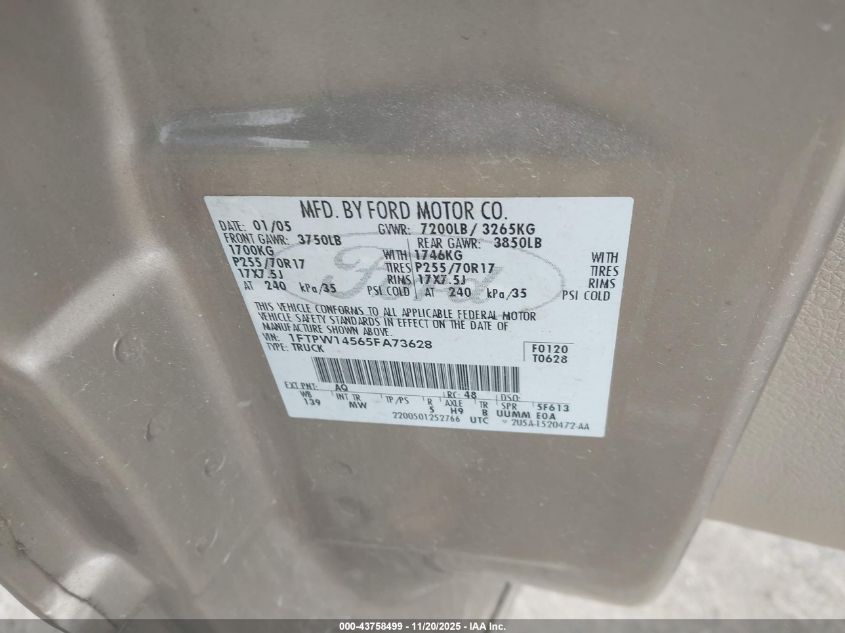 MFD. BY FORD MOTOR CO.
DATE: 01/05 GVWR: 7200LB/ 3265KG
FRONT GAWR: 3750LB REAR GAWR: 3850LB
1700KG WITH 1746KG WITH
P255/70R17 TIRES P255/70R17 TIRES
17X7.5J RIMS 17X7.5J RIMS
AT 240 kPa/35 PSI COLD AT 240 kPa/35 PSI COLD
Ford
THIS VEHICLE CONFORMS TO ALL APPLICABLE FEDERAL MOTOR
VEHICLE SAFETY STANDARDS IN EFFECT ON THE DATE OF
MANUFACTURE SHOWN ABOVE.
VIN: 1FTPW14565FA73628 F0120
TYPE: TRUCK T0628
EXT PNT: AQ RC: 48 DSO:
WB INT TR TP/PS R AXLE TR SPR 5F613
139 MW 5 H9 B UUMM E0A
2200501252766 UTC 2U5A-1520472-AA
000-43758499 - 11/20/2025 - IAA Inc.